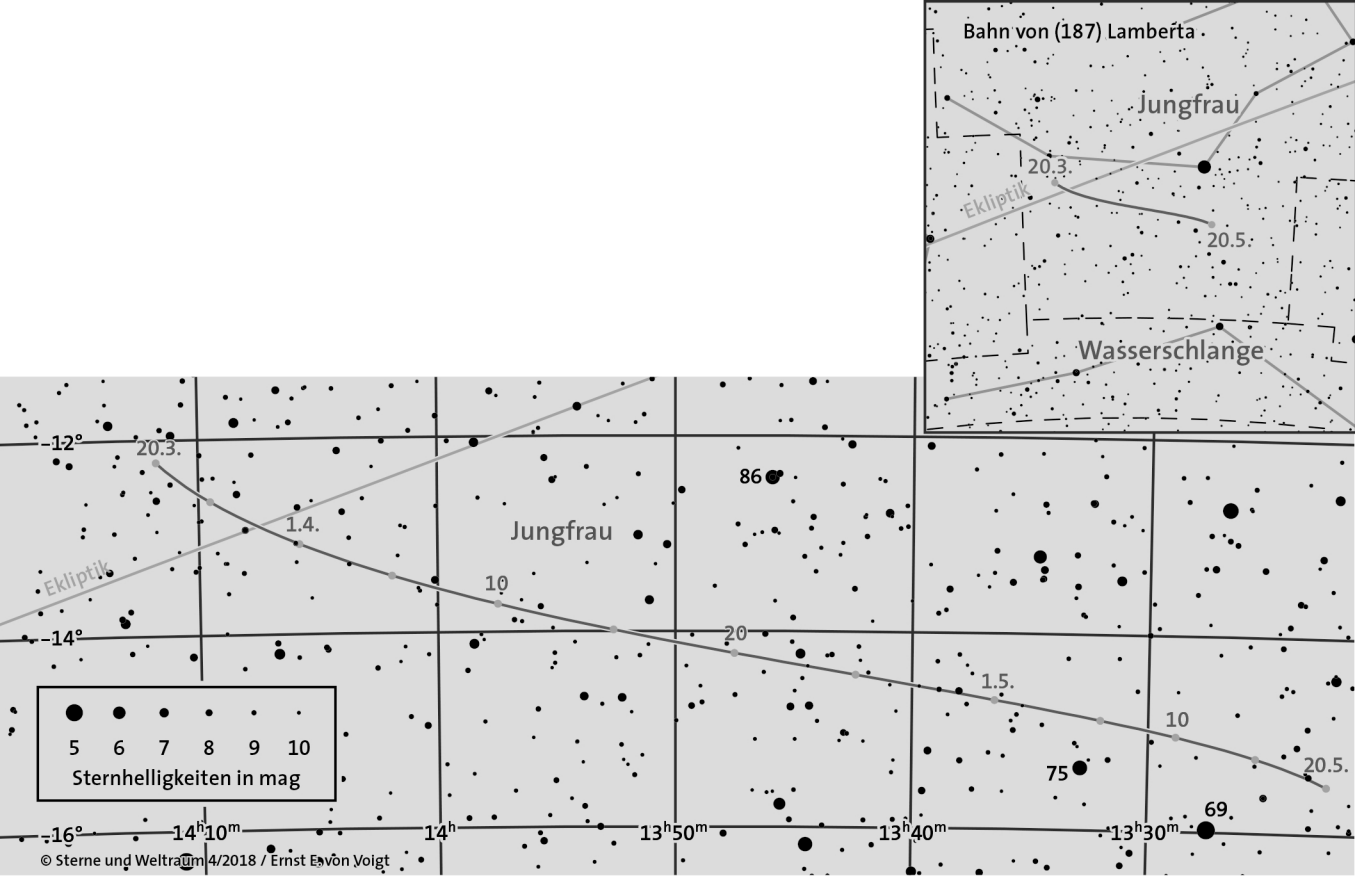 Bahn von (187) Lamberta
Jungfrau
20.3.
Ekliptik
20.5.
Wasserschlange
−12°
20.3.
86
1.4.
Jungfrau
Ekliptik
10
−14°
20
1.5.
10
5 6 7 8 9 10
Sternhelligkeiten in mag
75
20.5.
69
−16°
14h10m
14h
13h50m
13h40m
13h30m
© Sterne und Weltraum 4/2018 / Ernst E. von Voigt